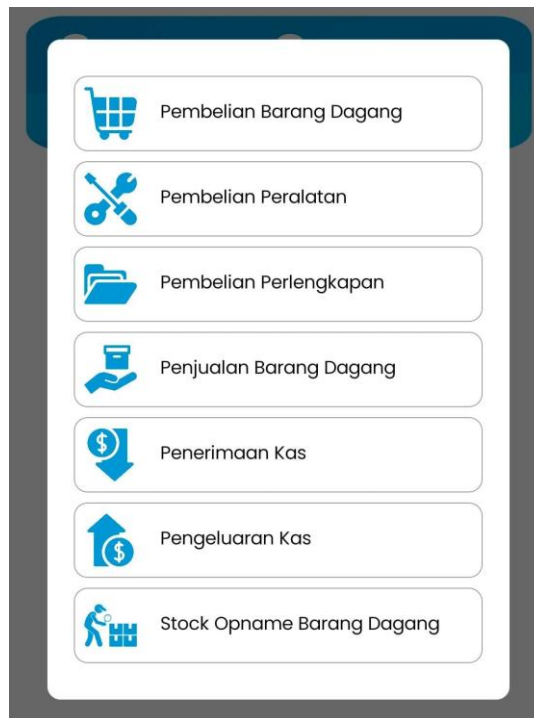 Pembelian Barang Dagang
Pembelian Peralatan
Pembelian Perlengkapan
Penjualan Barang Dagang
Penerimaan Kas
Pengeluaran Kas
Stock Opname Barang Dagang